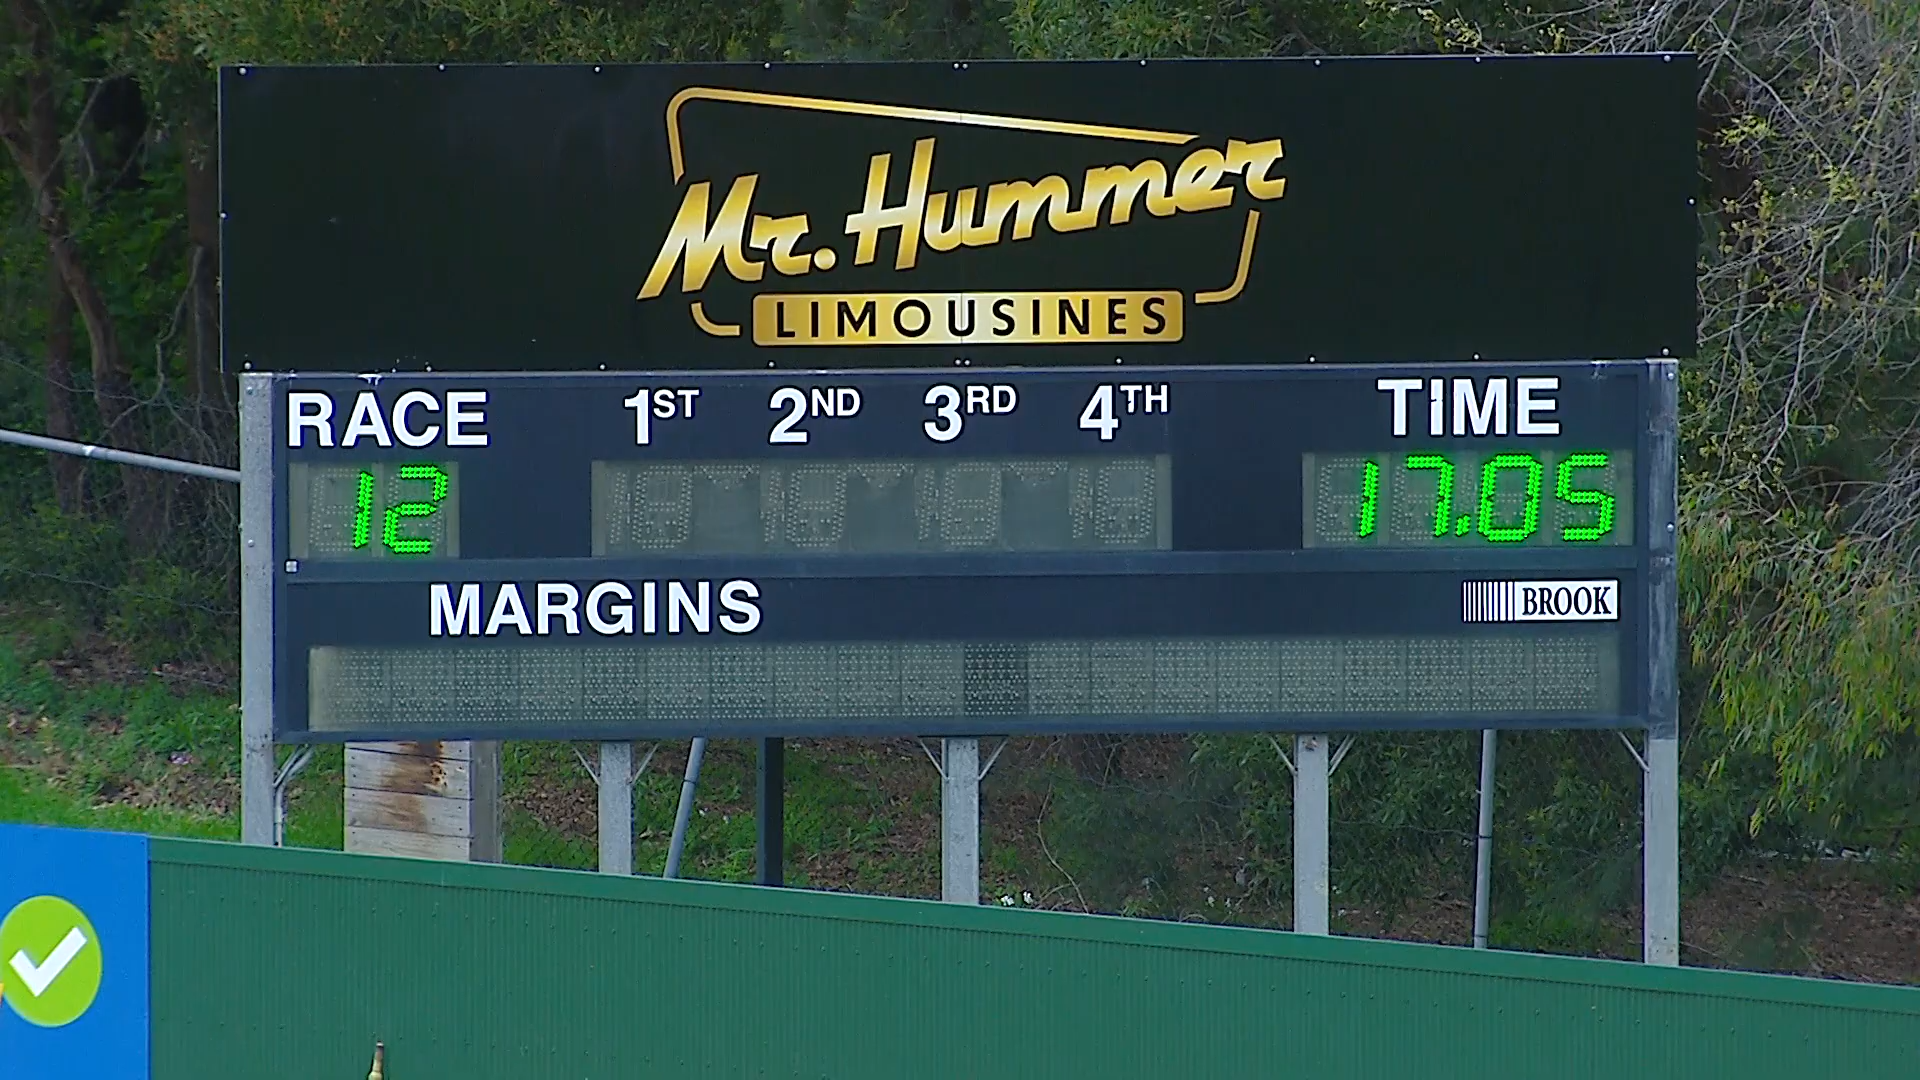 Mr. Hummer
LIMOUSINES
RACE 1ST 2ND 3RD 4TH TIME
12 17.05
MARGINS BROOK